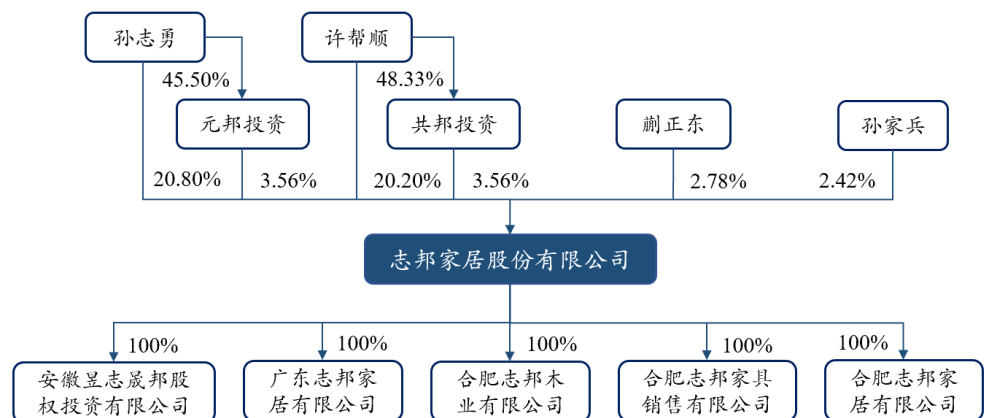 孙志勇
许帮顺
45.50%
48.33%
元邦投资
共邦投资
蒯正东
孙家兵
20.80%
3.56%
20.20%
3.56%
2.78%
2.42%
志邦家居股份有限公司
100%
100%
100%
100%
100%
安徽昱志晟邦股
权投资有限公司
广东志邦家
居有限公司
合肥志邦木
业有限公司
合肥志邦家具
销售有限公司
合肥志邦家
居有限公司